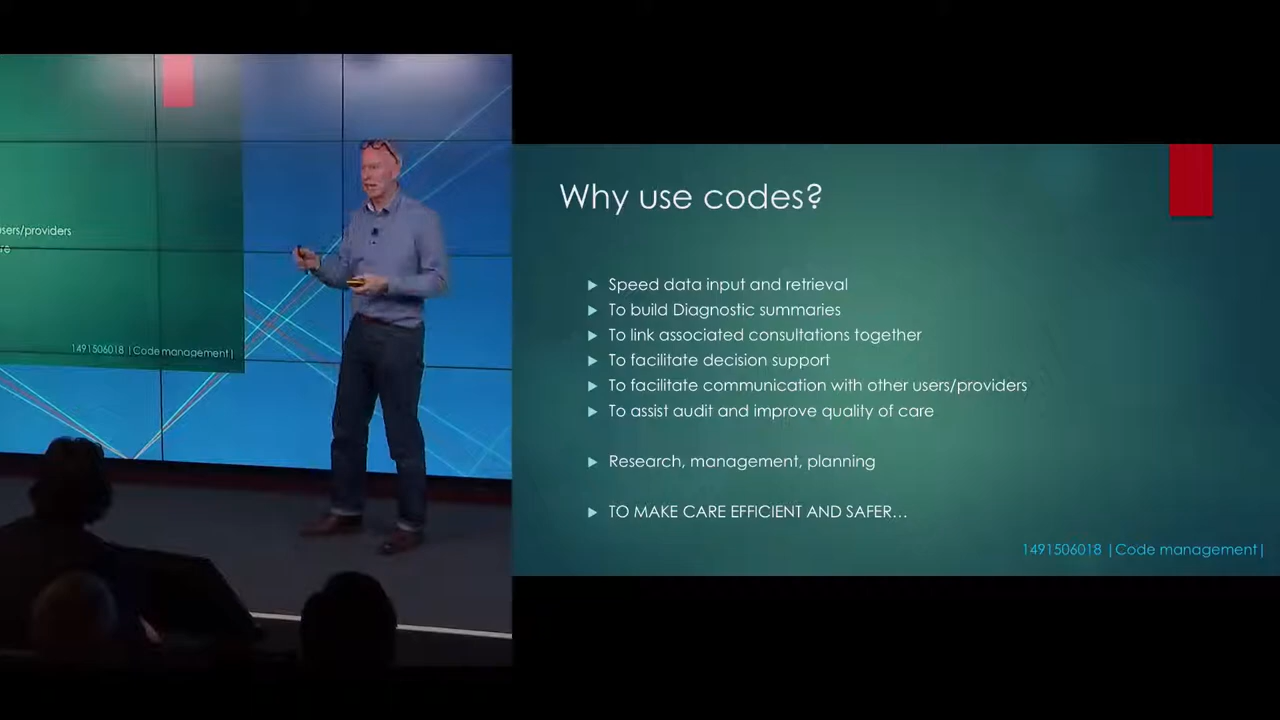 users/providers
re
1491506018 |Code management|
Why use codes?
Speed data input and retrieval
To build Diagnostic summaries
To link associated consultations together
To facilitate decision support
To facilitate communication with other users/providers
To assist audit and improve quality of care
Research, management, planning
TO MAKE CARE EFFICIENT AND SAFER…
1491506018 |Code management|